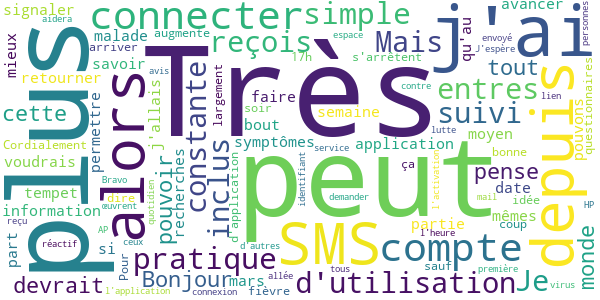 signaler
aidera
connecter
simple
j'ai
avancer
personnes
malade
augmente
reçois
Mais
qu'au
envoyé
J'espère
mieux
arriver
espace
tout
plus
savoir
avis
17h
s'arrêtent
Très
retourner
alors
j'allais
constante
largement
faire
contre
entres
lien
depuis
pouvons
questionnaires
cette
permettre
soir
semaine
suivi
Cordialement
bout
lutte
voudrais
pouvoir
recherches
inclus
symptômes
application
moyen
bonne
Bravo
service
ça
pense
tempet
dire
quotidien
d'application
peut
identifiant
l'activation
date
idée
HP
œuvrent
demander
mail
mêmes
information
reçu
AP
partie
coup
part
réactif
si
ceux
pratique
d'autres
SMS
l'heure
compte
monde
Pour
Bonjour
mars
allée
tous
sauf
première
devrait
l'application
connexion
fièvre
d'utilisation
Je
virus